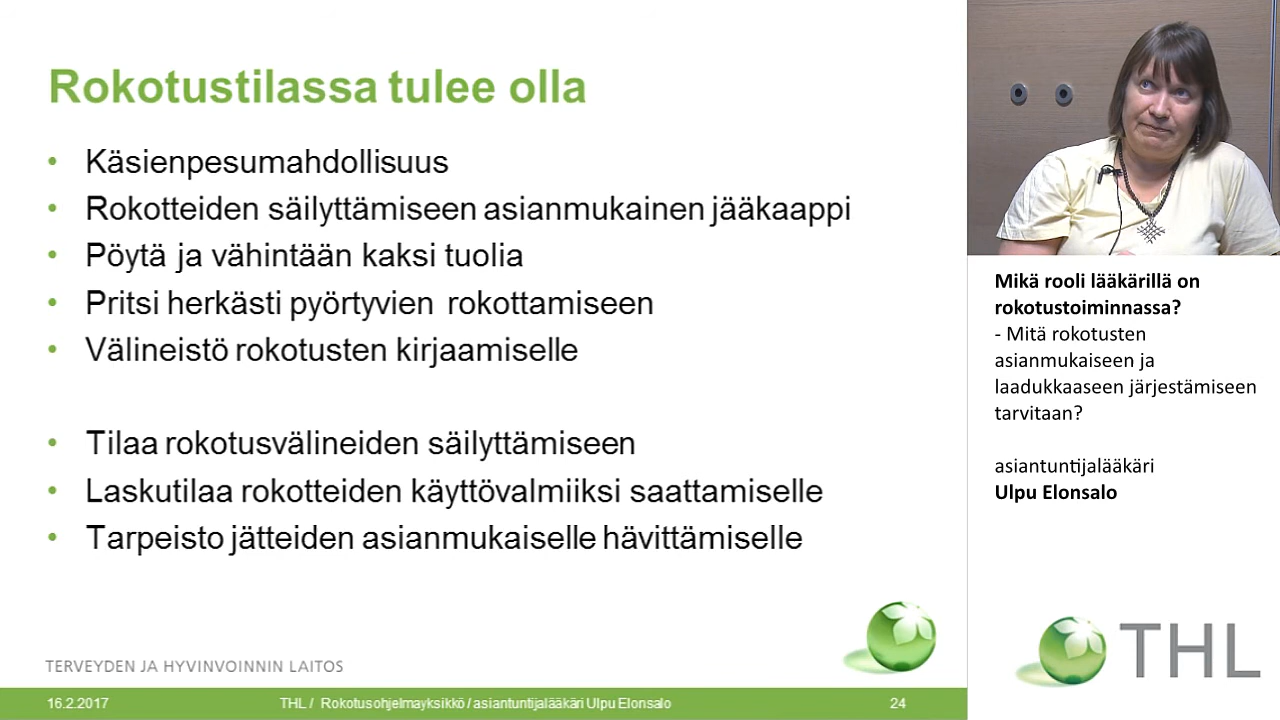 Rokotustilassa tulee olla
• Käsienpesumahdollisuus
• Rokotteiden säilyttämiseen asianmukainen jääkaappi
• Pöytä ja vähintään kaksi tuolia
• Pritsi herkästi pyörtyvien rokottamiseen
• Välineistö rokotusten kirjaamiselle
• Tilaa rokotusvälineiden säilyttämiseen
• Laskutilaa rokotteiden käyttövalmiiksi saattamiselle
• Tarpeisto jätteiden asianmukaiselle hävittämiselle
TERVEYDEN JA HYVINVOINNIN LAITOS
16.2.2017 THL / Rokotusohjelmayksikkö / asiantuntijalääkäri Ulpu Elonsalo 24
Mikä rooli lääkärillä on
rokotustoiminnassa?
- Mitä rokotusten
asianmukaiseen ja
laadukkaaseen järjestämiseen
tarvitaan?
asiantuntijalääkäri
Ulpu Elonsalo
THL